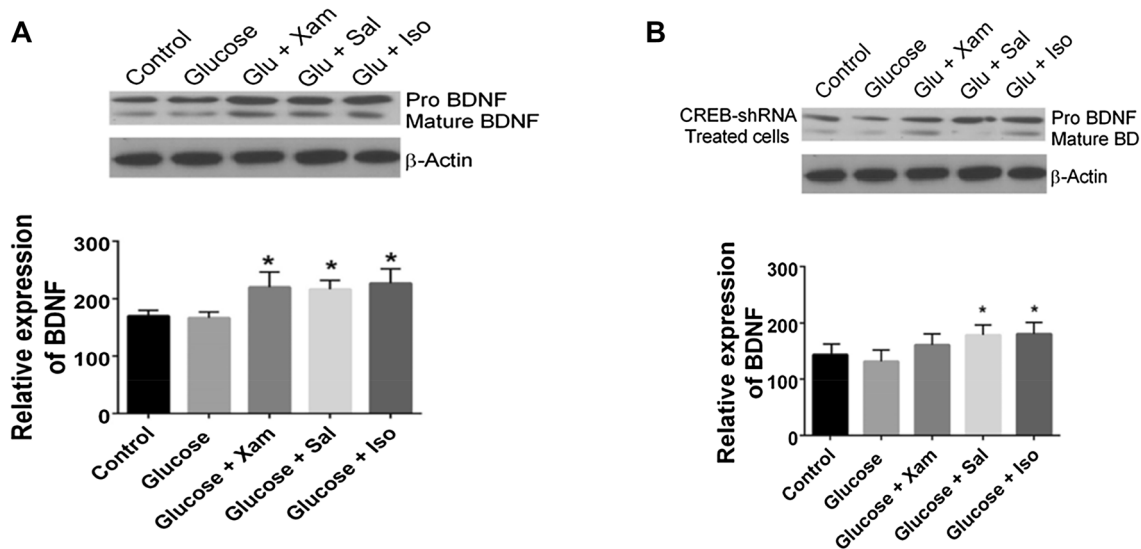 A
Control
Glucose
Glu + Xam
Glu + Sal
Glu + Iso
Pro BDNF
Mature BDNF
β-Actin
Relative expression
of BDNF
300
200
100
0
*
*
*
Control
Glucose
Glucose + Xam
Glucose + Sal
Glucose + Iso
B
Control
Glucose
Glu + Xam
Glu + Sal
Glu + Iso
CREB-shRNA
Treated cells
Pro BDNF
Mature BD
β-Actin
Relative expression
of BDNF
300
200
100
0
*
*
Control
Glucose
Glucose + Xam
Glucose + Sal
Glucose + Iso